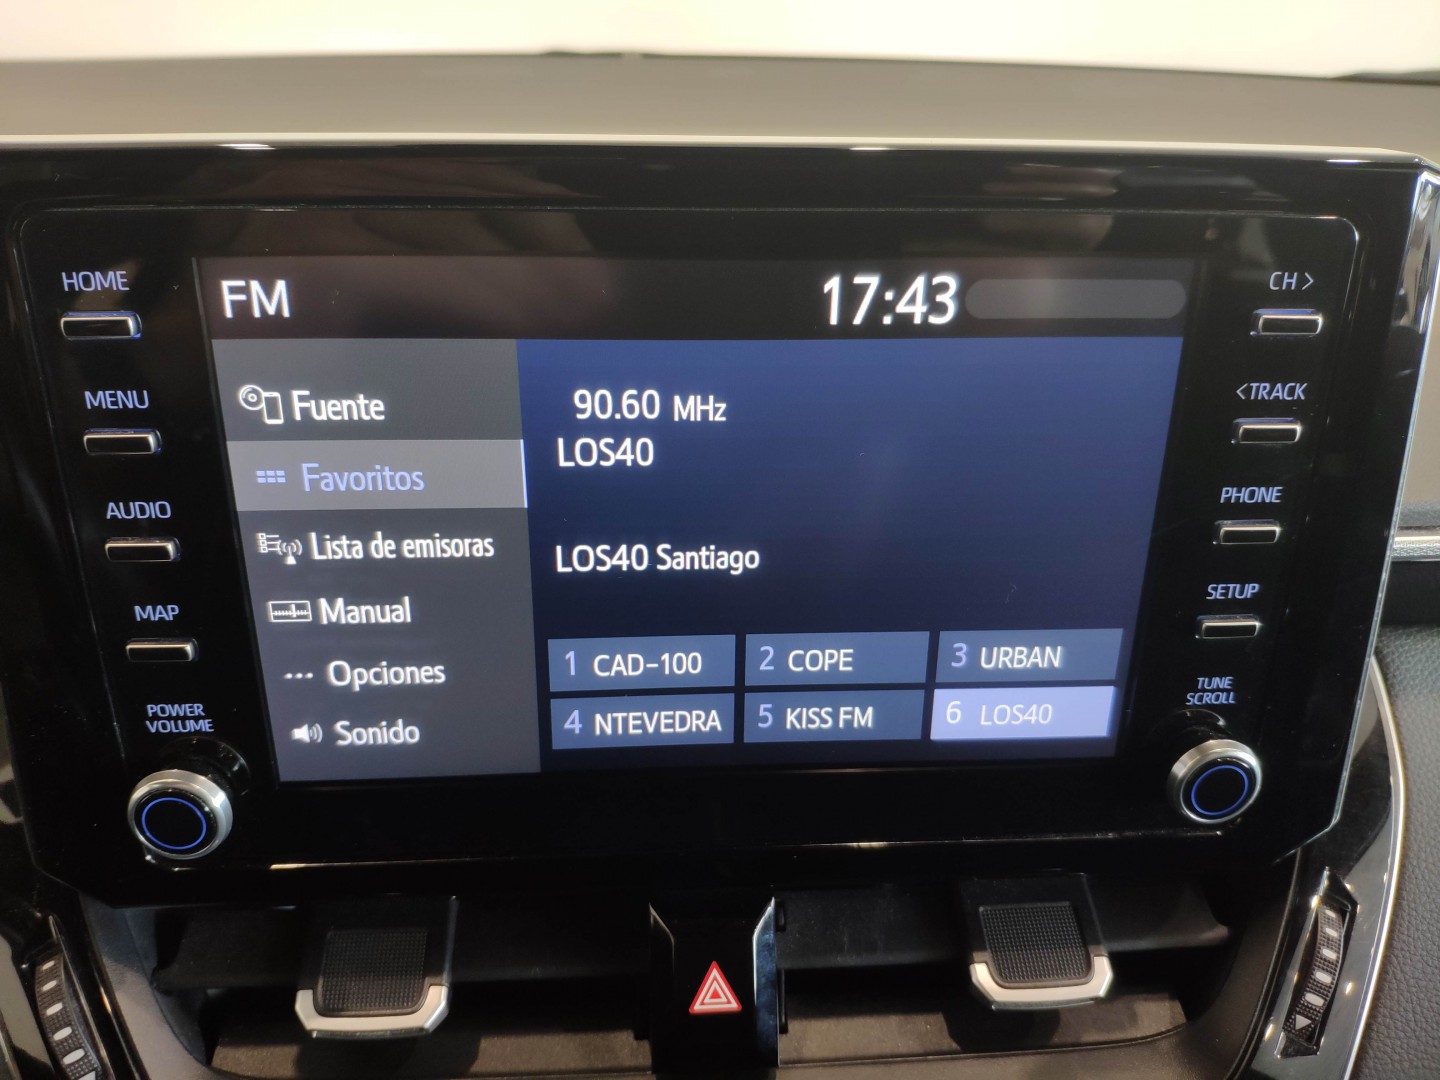 HOME
MENU
AUDIO
MAP
POWER
VOLUME
FM
17:43
Fuente
Favoritos
Lista de emisoras
Manual
Opciones
Sonido
90.60 MHz
LOS40
LOS40 Santiago
1 CAD-100
2 COPE
3 URBAN
4 NTEVEDRA
5 KISS FM
6 LOS40
CH >
<TRACK
PHONE
SETUP
TUNE
SCROLL